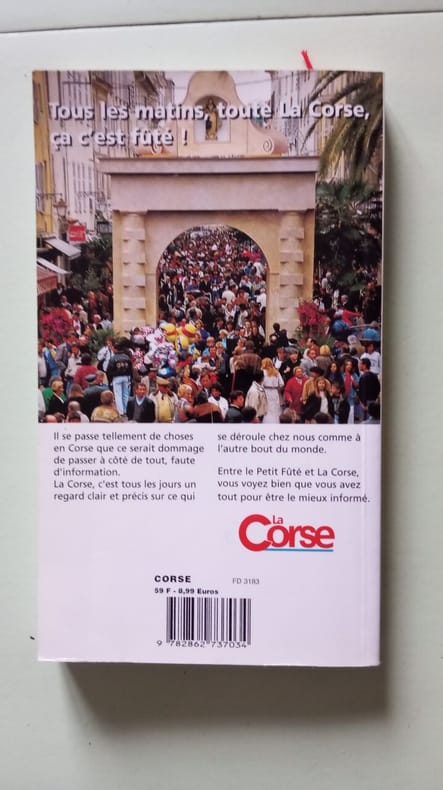 Tous les matins, toute La Corse,
ça c'est fûté !
Il se passe tellement de choses
en Corse que ce serait dommage
de passer à côté de tout, faute
d'information.
La Corse, c'est tous les jours un
regard clair et précis sur ce qui
se déroule chez nous comme à
l'autre bout du monde.
Entre le Petit Fûté et La Corse,
vous voyez bien que vous avez
tout pour être le mieux informé.
La
Corse
CORSE FD 3183
59 F - 8,99 Euros
9 782862 737034